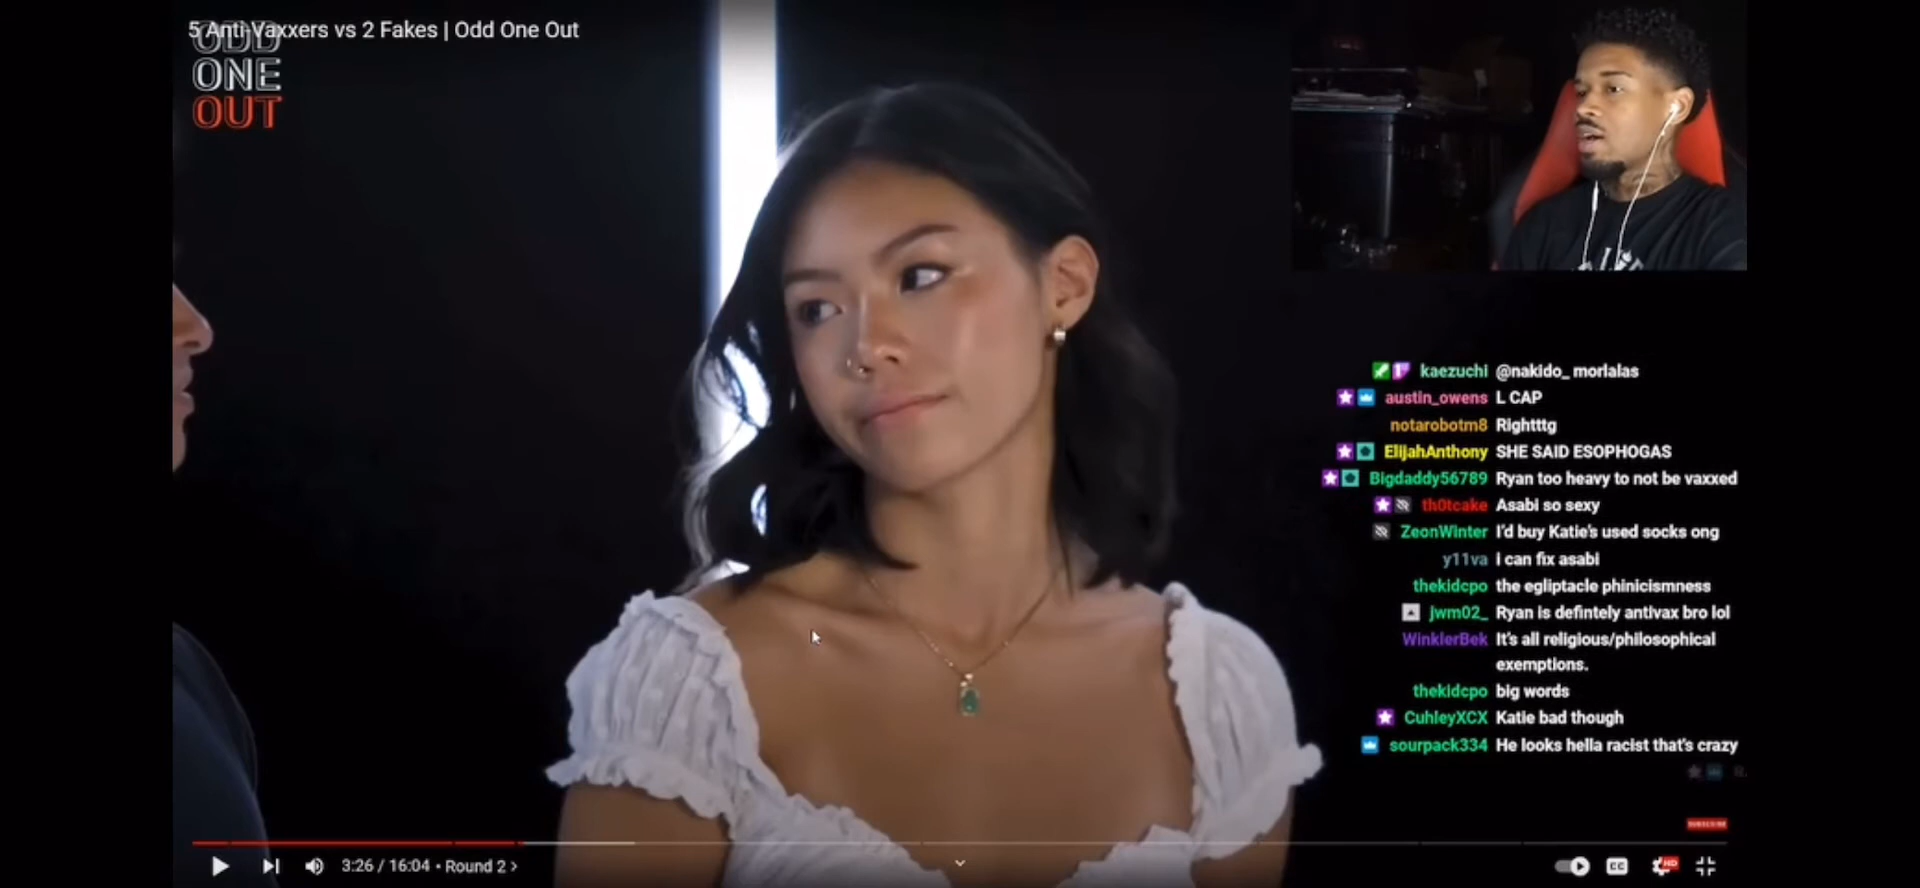 5 Anti-Vaxxers vs 2 Fakes | Odd One Out
ODD
ONE
OUT
kaezuchi @nakido_ morlalas
austin_owens L CAP
notarobotm8 Rightttg
ElijahAnthony SHE SAID ESOPHOGAS
Bigdaddy56789 Ryan too heavy to not be vaxxed
th0tcake Asabi so sexy
ZeonWinter I'd buy Katie's used socks ong
y11va i can fix asabi
thekidcpo the egliptacle phinicismness
jwm02_ Ryan is defintely antivax bro lol
WinklerBek It's all religious/philosophical
exemptions.
thekidcpo big words
CuhleyXCX Katie bad though
sourpack334 He looks hella racist that's crazy
SUBSCRIBE
3:26 / 16:04 • Round 2 >
CC
HD